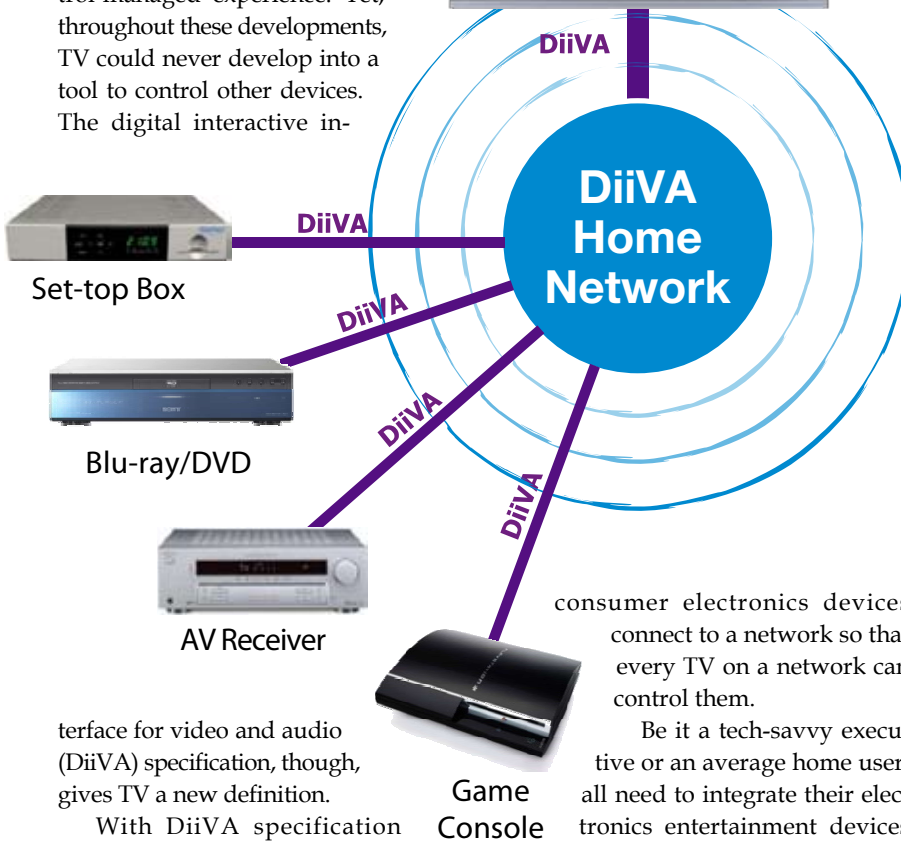 trol-managed experience. Yet,
throughout these developments,
TV could never develop into a
tool to control other devices.
The digital interactive in-
DiiVA
DiiVA
Home
Network
DiiVA
Set-top Box
DiiVA
Blu-ray/DVD
DiiVA
AV Receiver
DiiVA
Game
Console
terface for video and audio
(DiiVA) specification, though,
gives TV a new definition.
With DiiVA specification
consumer electronics devices
connect to a network so that
every TV on a network can
control them.
Be it a tech-savvy execu
tive or an average home user
all need to integrate their elec
tronics entertainment devices